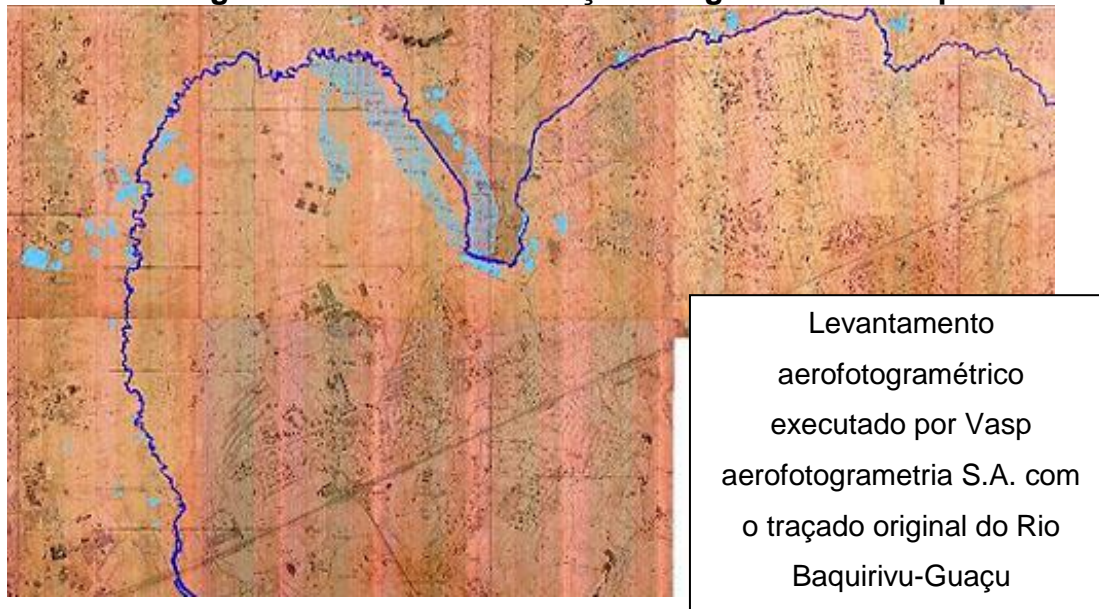 Levantamento
aerofotogramétrico
executado por Vasp
aerofotogrametria S.A. com
o traçado original do Rio
Baquirivu-Guaçu